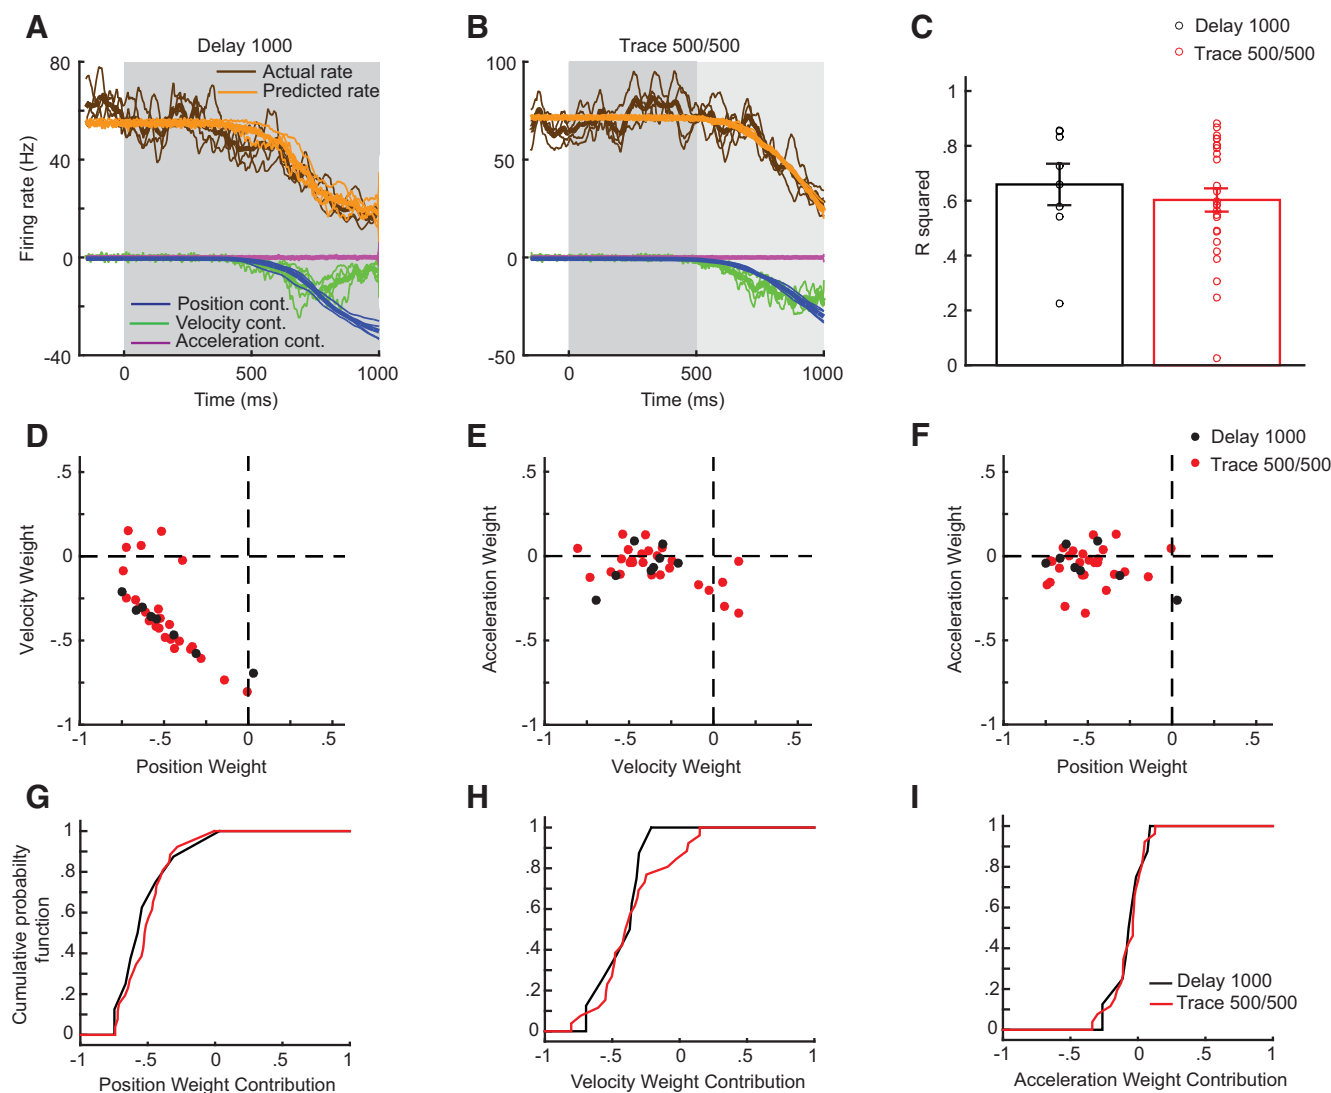 A
Delay 1000
80
40
0
-40
Firing rate (Hz)
Actual rate
Predicted rate
Position cont.
Velocity cont.
Acceleration cont.
0
500
1000
Time (ms)
B
Trace 500/500
100
50
0
-50
0
500
1000
Time (ms)
C
Delay 1000
Trace 500/500
1
.8
.6
.4
.2
0
R squared
D
.5
0
-.5
-1
Velocity Weight
-1
-.5
0
.5
Position Weight
E
.5
0
-.5
-1
Acceleration Weight
-1
-.5
0
.5
Velocity Weight
F
Delay 1000
Trace 500/500
.5
0
-.5
-1
Acceleration Weight
-1
-.5
0
.5
Position Weight
G
1
.8
.6
.4
.2
0
Cumulative probability
function
-1
-.5
0
.5
1
Position Weight Contribution
H
1
.8
.6
.4
.2
0
-1
-.5
0
.5
1
Velocity Weight Contribution
I
1
.8
.6
.4
.2
0
Delay 1000
Trace 500/500
-1
-.5
0
.5
1
Acceleration Weight Contribution